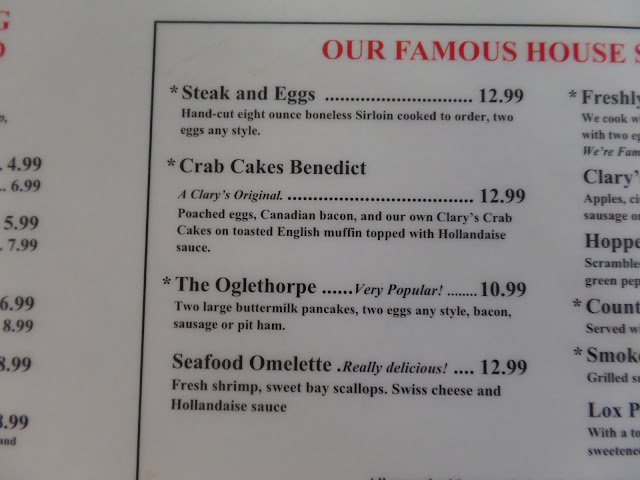 G
OUR FAMOUS HOUSE S
4.99
6.99
5.99
7.99
6.99
8.99
8.99
8.99
and
* Steak and Eggs .............................. 12.99
Hand-cut eight ounce boneless Sirloin cooked to order, two
eggs any style.
* Crab Cakes Benedict
A Clary's Original. ...................................... 12.99
Poached eggs, Canadian bacon, and our own Clary's Crab
Cakes on toasted English muffin topped with Hollandaise
sauce.
* The Oglethorpe ......Very Popular! ........10.99
Two large buttermilk pancakes, two eggs any style, bacon,
sausage or pit ham.
Seafood Omelette .Really delicious! .... 12.99
Fresh shrimp, sweet bay scallops. Swiss cheese and
Hollandaise sauce
* Freshly
We cook w
with two eg
We're Fam
Clary's
Apples, ci
sausage or
Hoppe
Scramble
green pep
* Count
Served wi
* Smoke
Grilled su
Lox P
With a to
sweetene